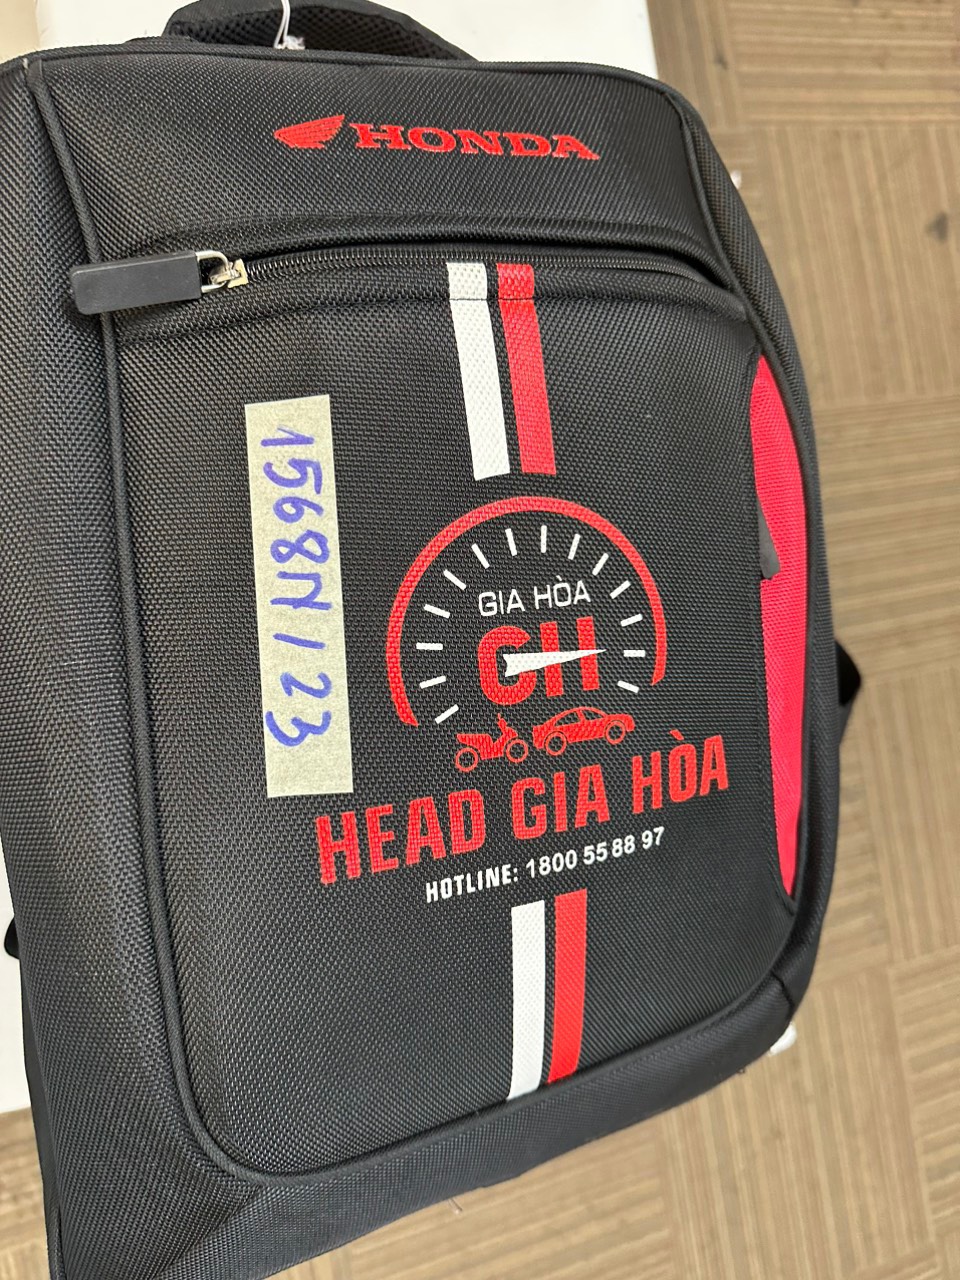 HONDA
1568N/23
GIA HÒA
GH
HEAD GIA HÒA
HOTLINE: 1800 55 88 97